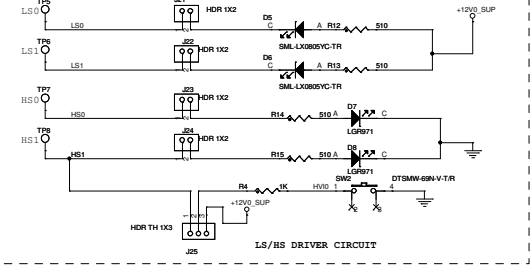 TP5
HDR 1X2
LS0
LS0
D5
C
A
R12
510
SML-LX0805YC-TR
+12V0_SUP
TP6
J22
HDR 1X2
LS1
LS1
D6
C
A
R13
510
SML-LX0805YC-TR
TP7
J23
HDR 1X2
HS0
HS0
R14
510
A
D7
C
LGR971
TP8
J24
HDR 1X2
HS1
HS1
R15
510
A
D8
C
LGR971
SW2
DTSMW-69N-V-T/R
R4
1K
HVI0
1
4
+12V0_SUP
HDR TH 1X3
J25
LS/HS DRIVER CIRCUIT